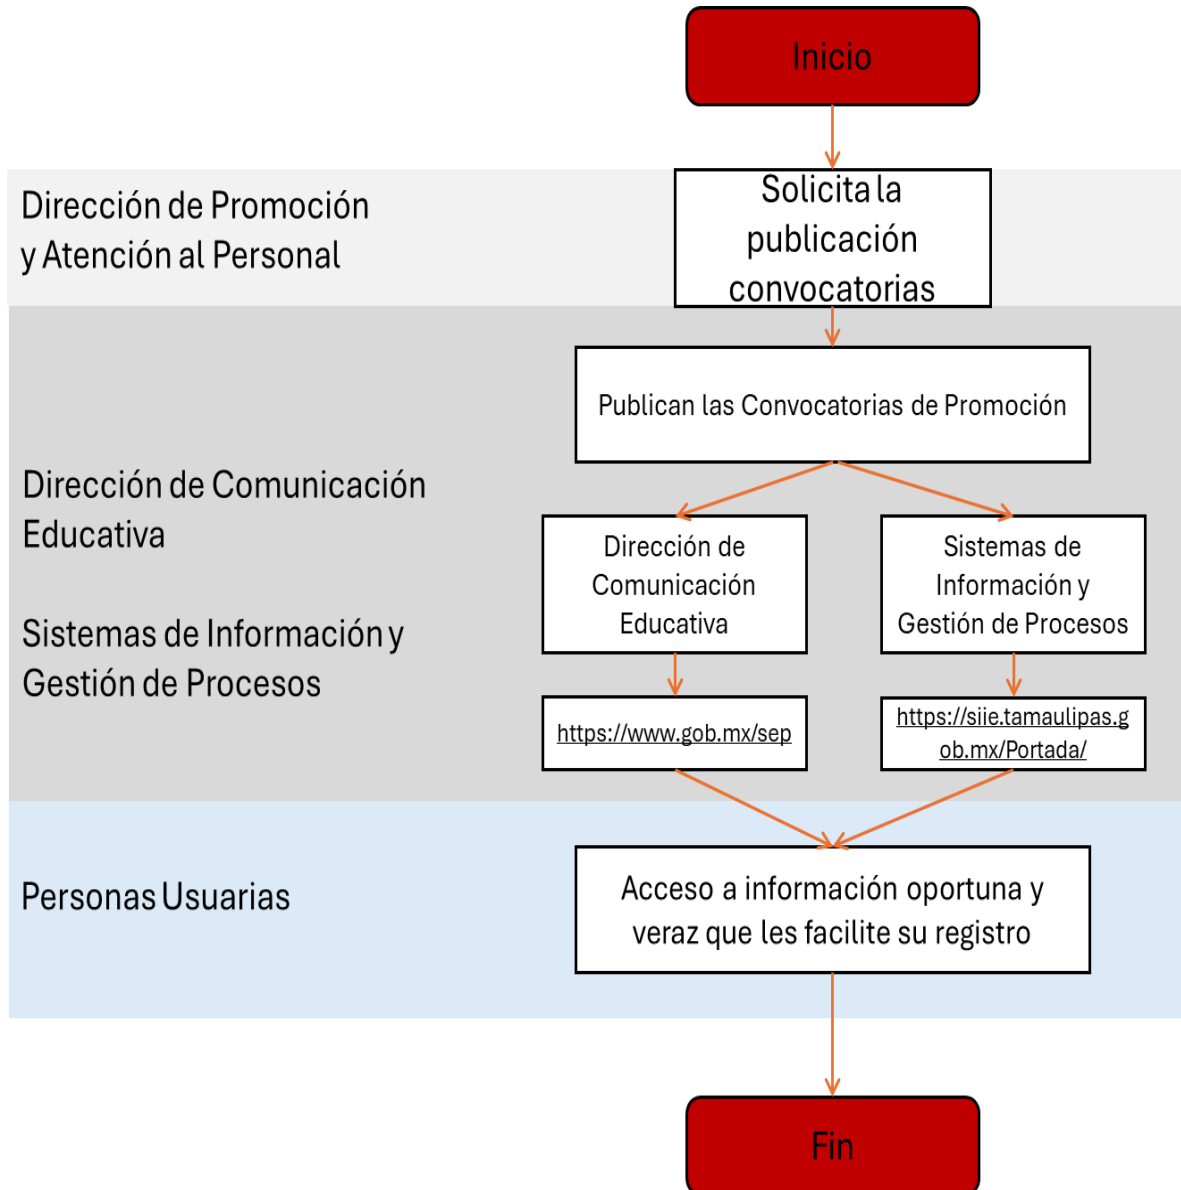 Inicio
Dirección de Promoción
y Atención al Personal
Solicita la
publicación
convocatorias
Publican las Convocatorias de Promoción
Dirección de Comunicación
Educativa
Sistemas de Información y
Gestión de Procesos
Dirección de
Comunicación
Educativa
Sistemas de
Información y
Gestión de Procesos
https://www.gob.mx/sep
https://siie.tamaulipas.g
ob.mx/Portada/
Personas Usuarias
Acceso a información oportuna y
veraz que les facilite su registro
Fin